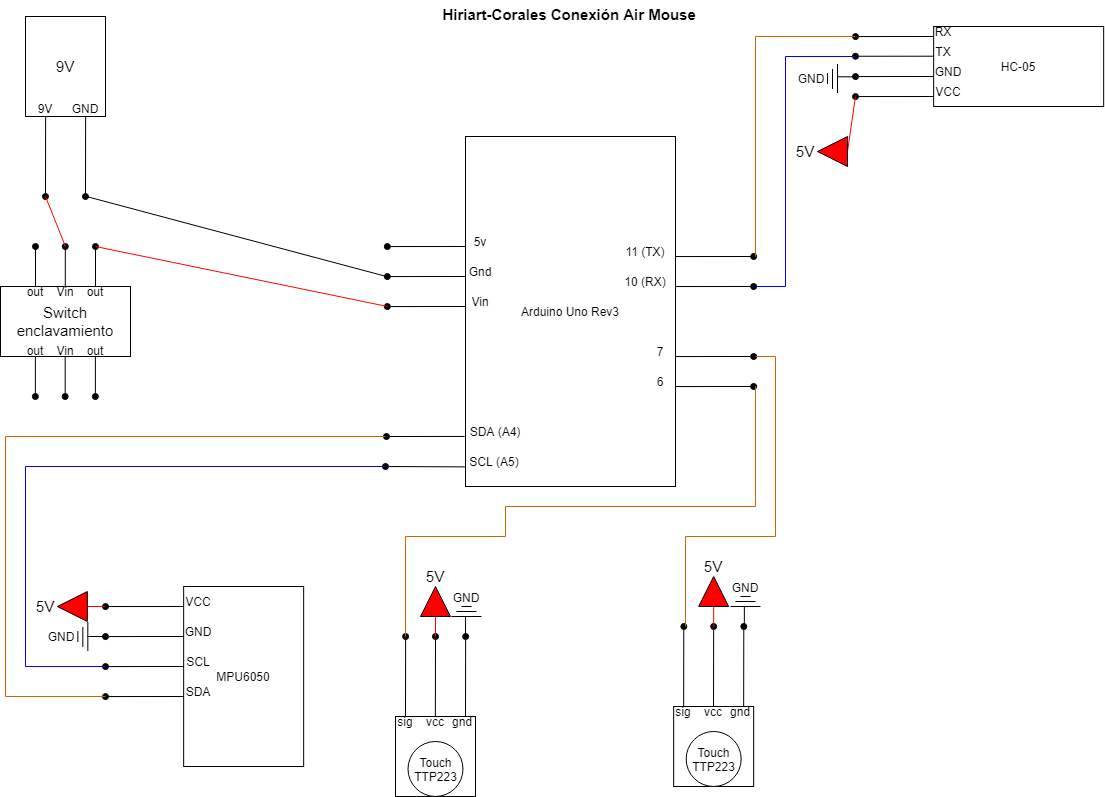 Hiriart-Corales Conexión Air Mouse
9V
9V GND
RX
TX
GND
GND
VCC
HC-05
5V
5v
Gnd
Vin
11 (TX)
10 (RX)
Arduino Uno Rev3
7
6
SDA (A4)
SCL (A5)
out Vin out
Switch
enclavamiento
out Vin out
5V
VCC
GND
GND
SCL
SDA
MPU6050
5V
GND
sig vcc gnd
Touch
TTP223
5V
GND
sig vcc gnd
Touch
TTP223